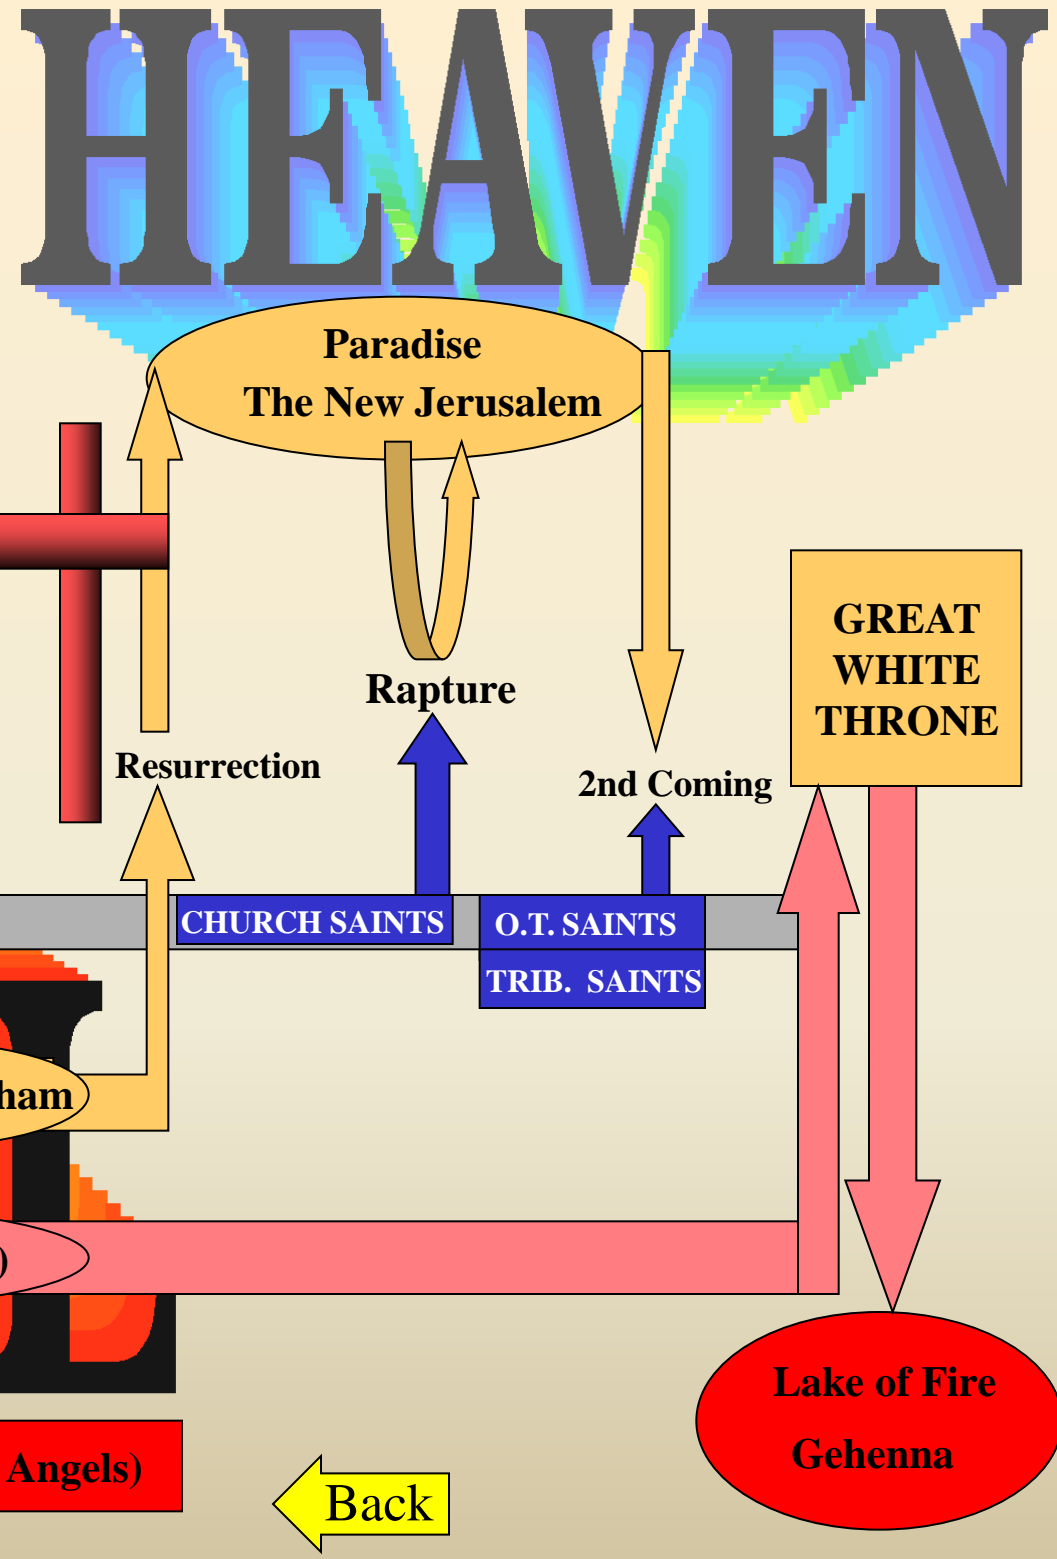 HEAVEN
Paradise
The New Jerusalem
GREAT
WHITE
THRONE
Rapture
Resurrection
2nd Coming
CHURCH SAINTS
O.T. SAINTS
TRIB. SAINTS
ham
)
L
Lake of Fire
Gehenna
Angels)
Back